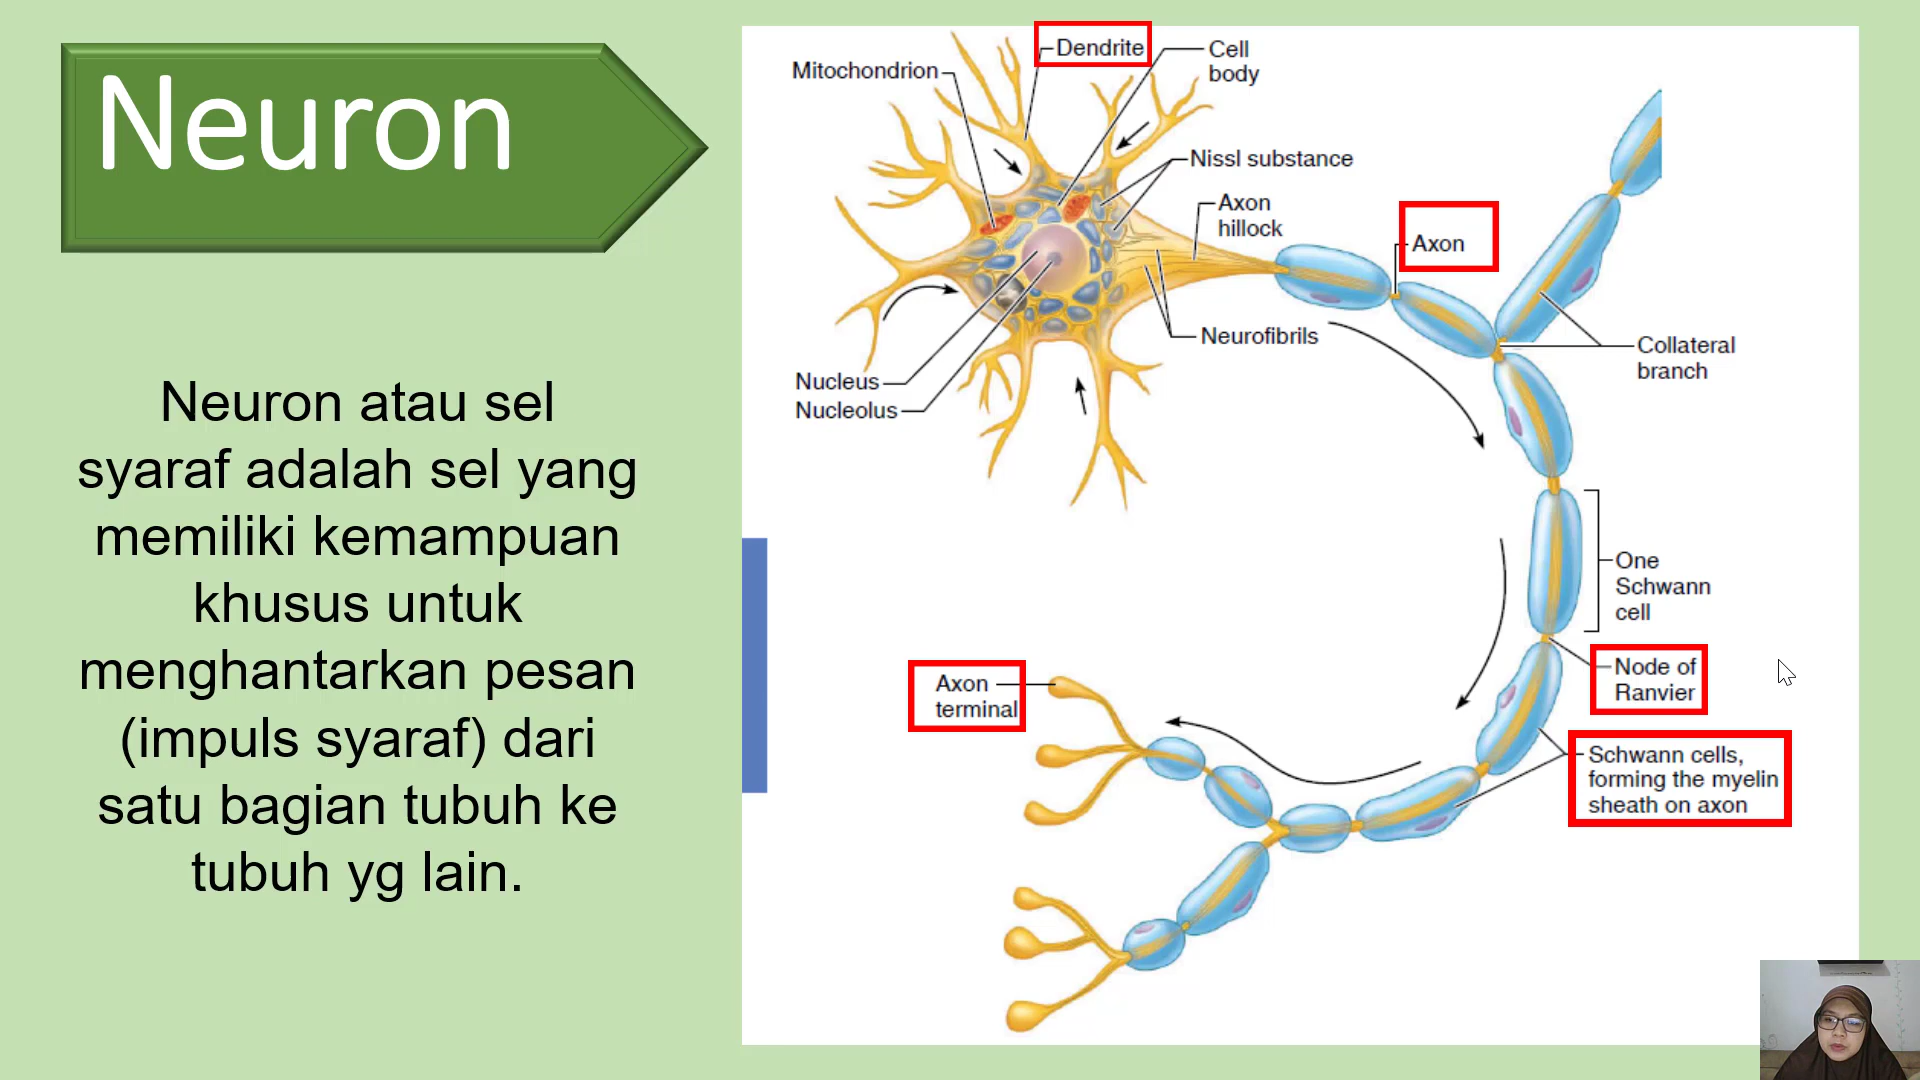 Neuron
Neuron atau sel
syaraf adalah sel yang
memiliki kemampuan
khusus untuk
menghantarkan pesan
(impuls syaraf) dari
satu bagian tubuh ke
tubuh yg lain.
Mitochondrion
Dendrite
Cell
body
Nissl substance
Axon
hillock
Axon
Neurofibrils
Collateral
branch
Nucleus
Nucleolus
One
Schwann
cell
Node of
Ranvier
Axon
terminal
Schwann cells,
forming the myelin
sheath on axon